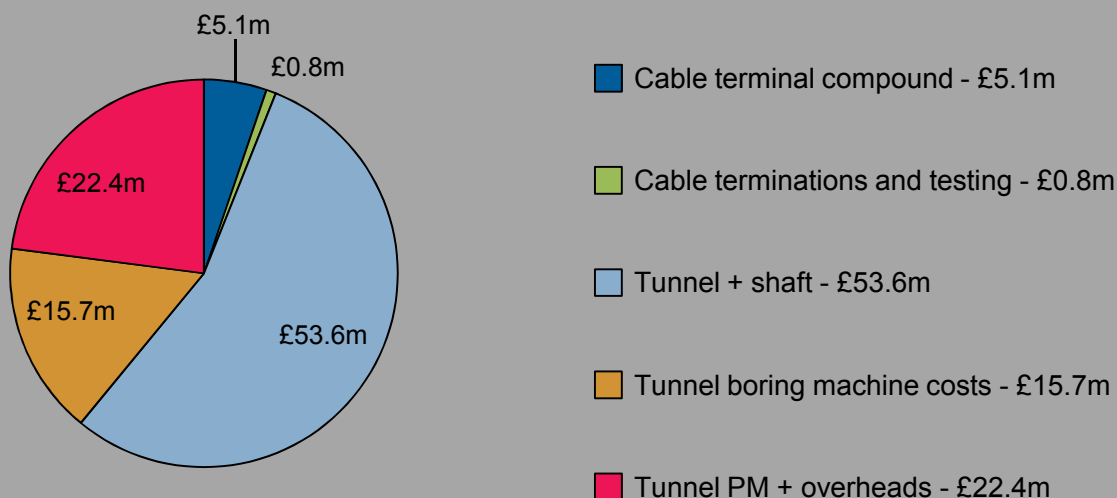 £5.1m
£0.8m
£22.4m
£15.7m
£53.6m
Cable terminal compound - £5.1m
Cable terminations and testing - £0.8m
Tunnel + shaft - £53.6m
Tunnel boring machine costs - £15.7m
Tunnel PM + overheads - £22.4m